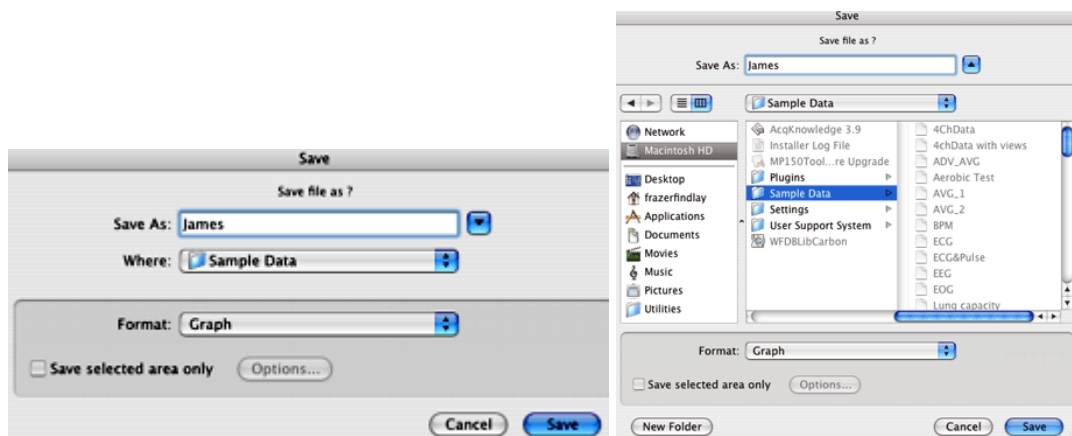 Save
Save file as ?
Save As: James
Where: Sample Data
Format: Graph
Save selected area only Options...
Cancel Save
Save
Save file as ?
Save As: James
Sample Data
Network
Macintosh HD
Desktop
frazerfindlay
Applications
Documents
Movies
Music
Pictures
Utilities
AcqKnowledge 3.9
Installer Log File
MP150Tool...re Upgrade
Plugins
Sample Data
Settings
User Support System
WFDBLibCarbon
4ChData
4chData with views
ADV_AVG
Aerobic Test
AVG_1
AVG_2
BPM
ECG
ECG&Pulse
EEG
EOG
Lung capacity
Format: Graph
Save selected area only Options...
New Folder Cancel Save